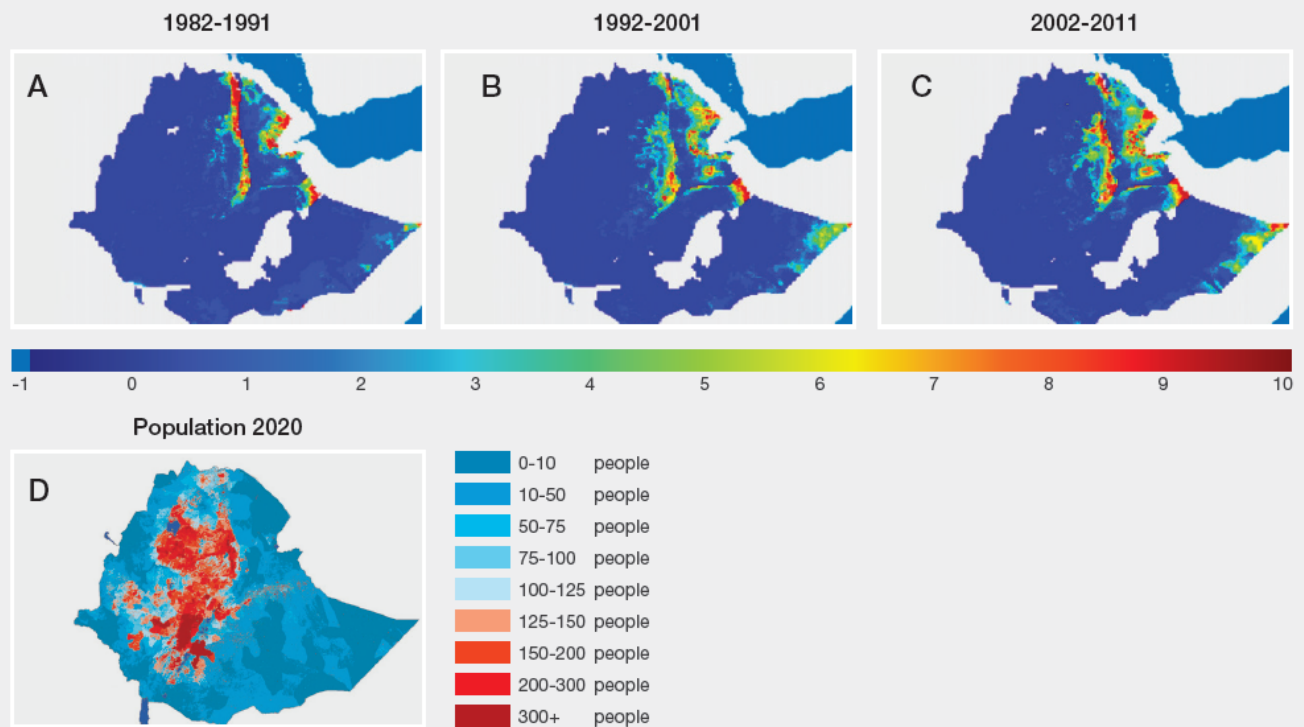 1982-1991
1992-2001
2002-2011
A
B
C
-1 0 1 2 3 4 5 6 7 8 9 10
Population 2020
D
0-10 people
10-50 people
50-75 people
75-100 people
100-125 people
125-150 people
150-200 people
200-300 people
300+ people